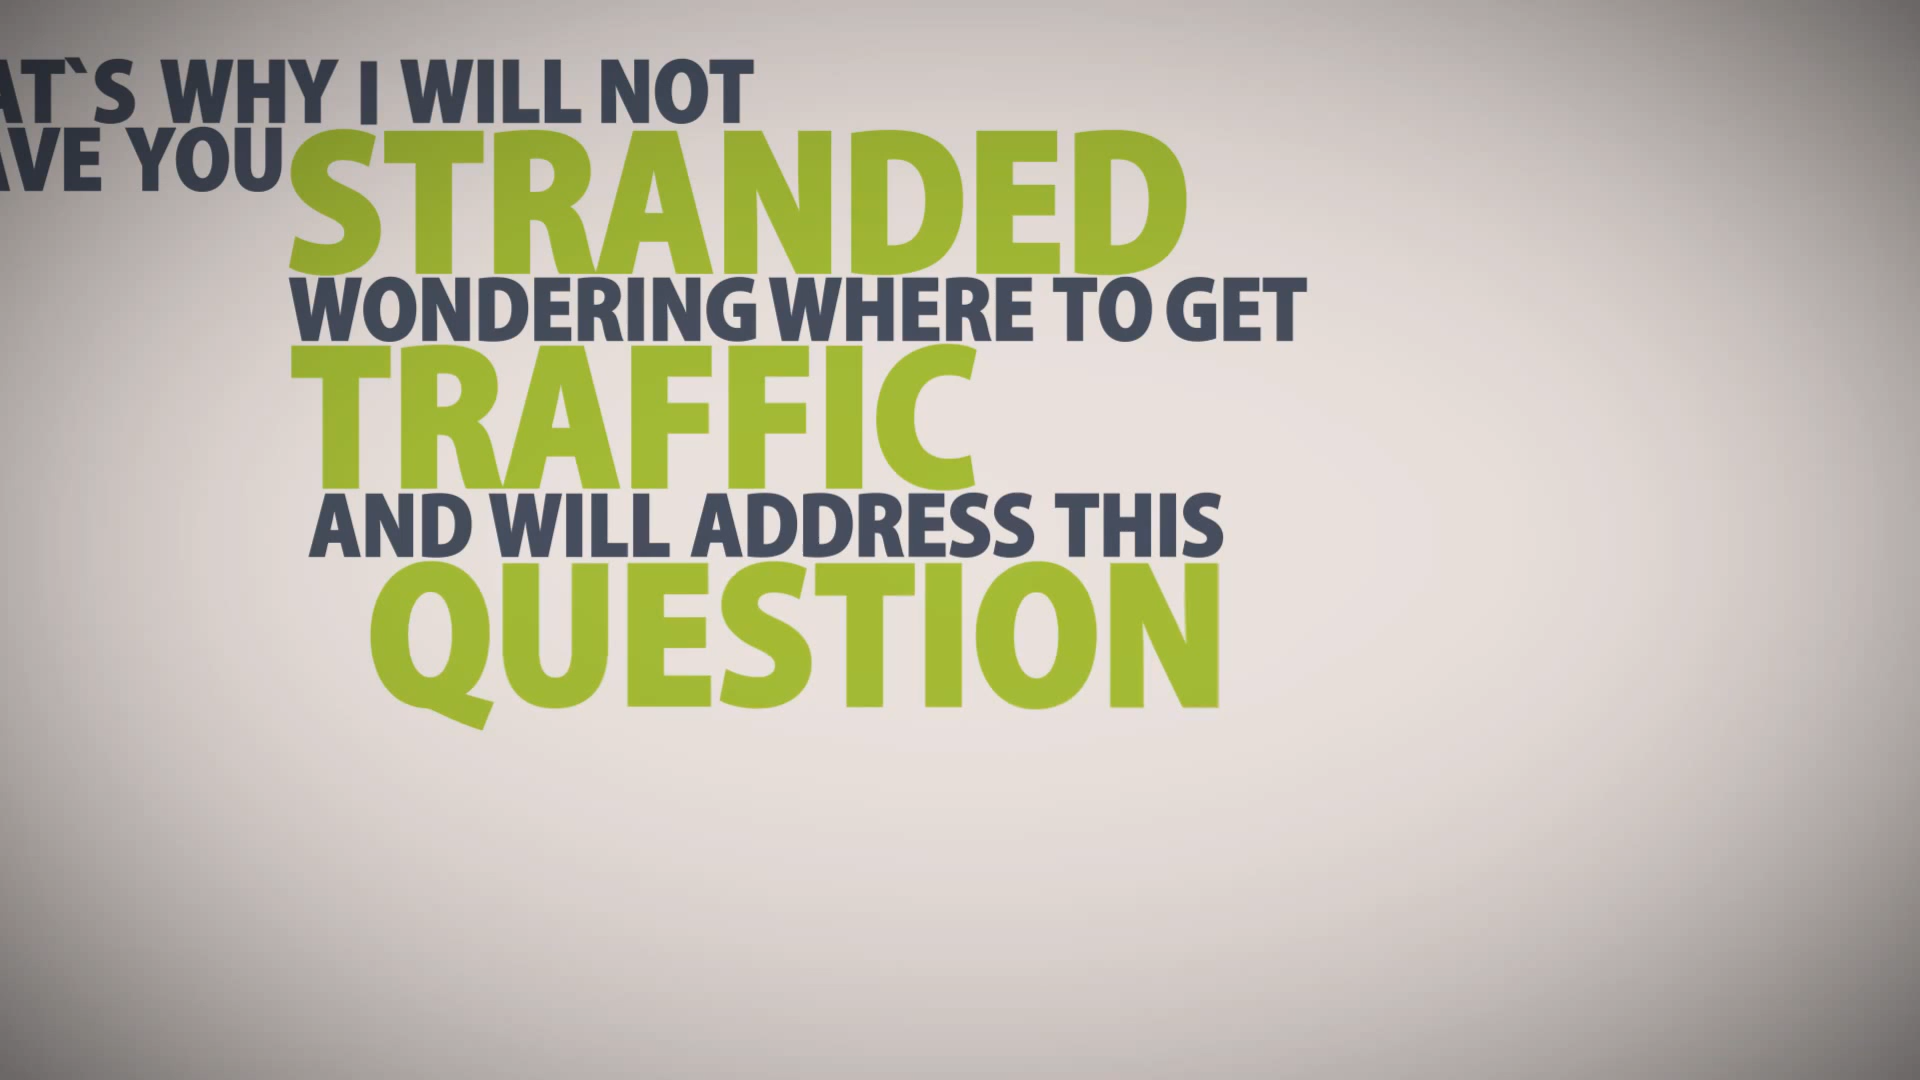 AT`S WHY I WILL NOT
AVE YOU STRANDED
WONDERING WHERE TO GET
TRAFFIC
AND WILL ADDRESS THIS
QUESTION